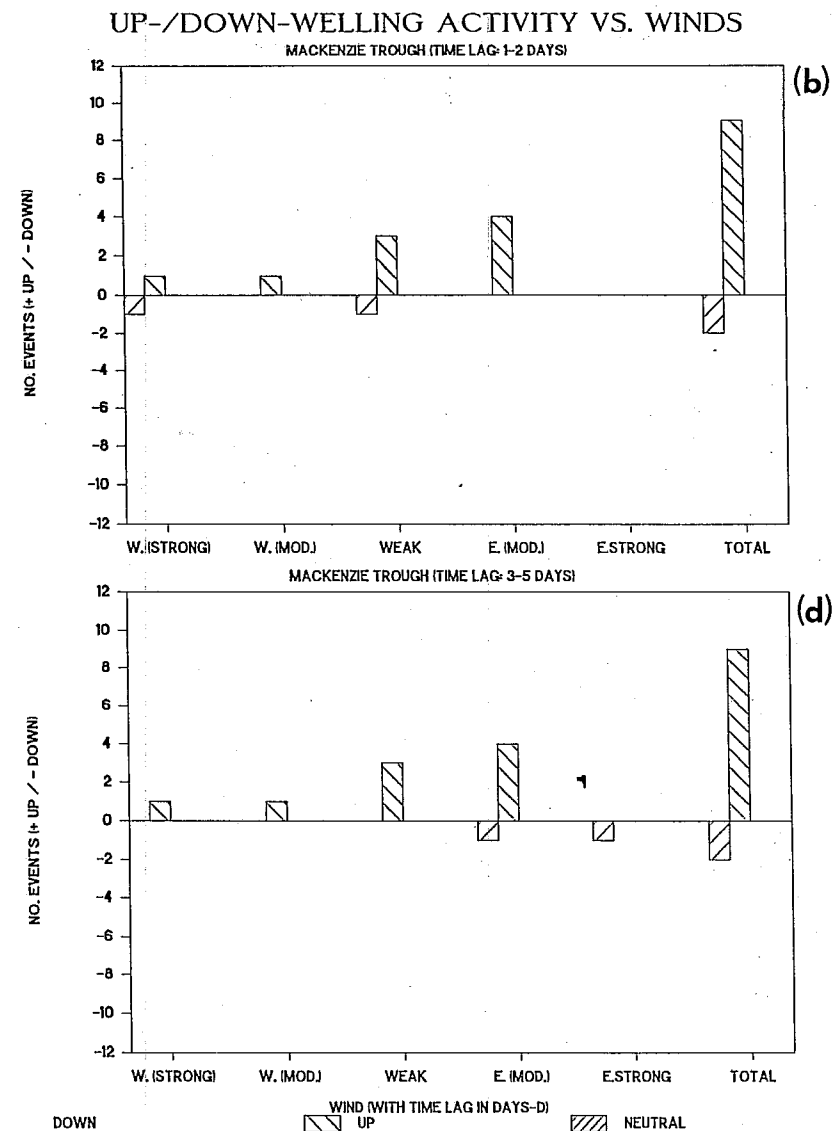 UP-/DOWN-WELLING ACTIVITY VS. WINDS
MACKENZIE TROUGH (TIME LAG: 1-2 DAYS)
(b)
NO. EVENTS (+ UP / - DOWN)
12
10
8
6
4
2
0
-2
-4
-6
-8
-10
-12
W. (STRONG) W. (MOD.) WEAK E. (MOD.) E.STRONG TOTAL
MACKENZIE TROUGH (TIME LAG: 3-5 DAYS)
(d)
NO. EVENTS (+ UP / - DOWN)
12
10
8
6
4
2
0
-2
-4
-6
-8
-10
-12
W. (STRONG) W. (MOD.) WEAK E. (MOD.) E.STRONG TOTAL
WIND (WITH TIME LAG IN DAYS-D)
DOWN UP NEUTRAL